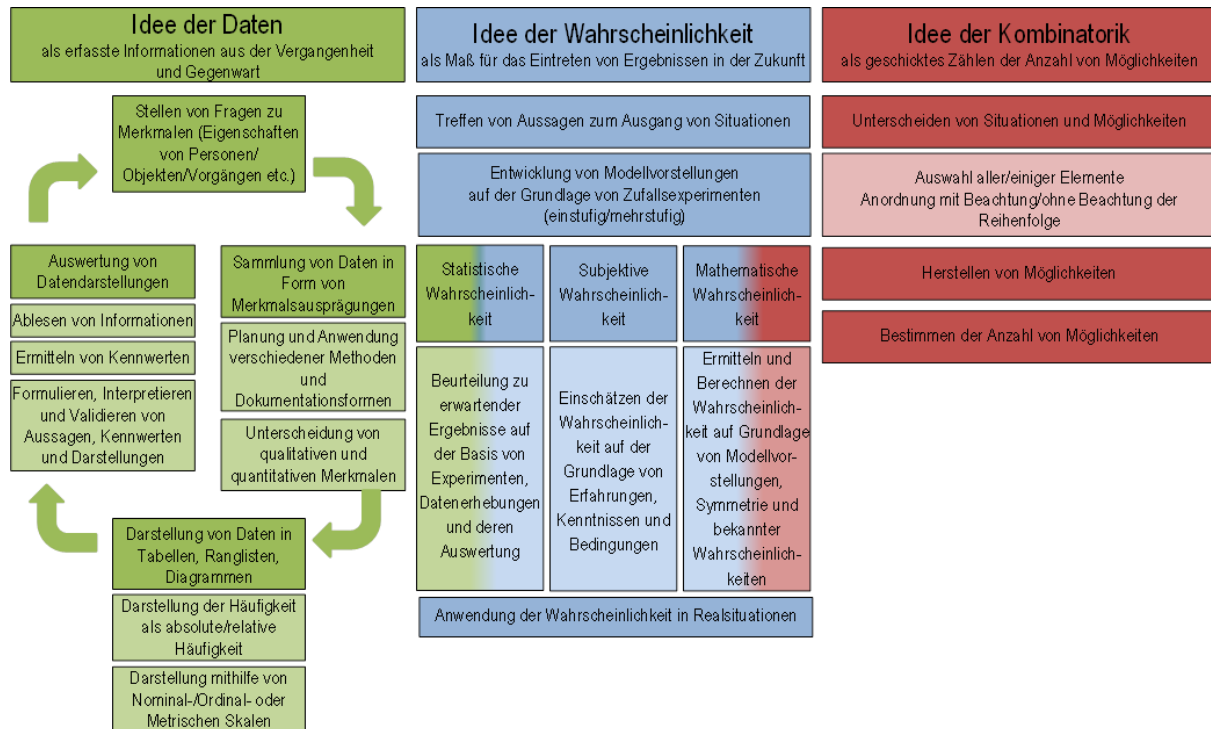 Idee der Daten
als erfasste Informationen aus der Vergangenheit
und Gegenwart
Stellen von Fragen zu
Merkmalen (Eigenschaften
von Personen/
Objekten/Vorgängen etc.)
Auswertung von
Datendarstellungen
Ablesen von Informationen
Ermitteln von Kennwerten
Formulieren, Interpretieren
und Validieren von
Aussagen, Kennwerten
und Darstellungen
Sammlung von Daten in
Form von
Merkmalsausprägungen
Planung und Anwendung
verschiedener Methoden
und
Dokumentationsformen
Unterscheidung von
qualitativen und
quantitativen Merkmalen
Darstellung von Daten in
Tabellen, Ranglisten,
Diagrammen
Darstellung der Häufigkeit
als absolute/relative
Häufigkeit
Darstellung mithilfe von
Nominal-/Ordinal- oder
Metrischen Skalen
Idee der Wahrscheinlichkeit
als Maß für das Eintreten von Ergebnissen in der Zukunft
Treffen von Aussagen zum Ausgang von Situationen
Entwicklung von Modellvorstellungen
auf der Grundlage von Zufallsexperimenten
(einstufig/mehrstufig)
Statistische
Wahrscheinlich-
keit
Beurteilung zu
erwartender
Ergebnisse auf
der Basis von
Experimenten,
Datenerhebungen
und deren
Auswertung
Subjektive
Wahrscheinlich-
keit
Einschätzen der
Wahrscheinlich-
keit auf der
Grundlage von
Erfahrungen,
Kenntnissen und
Bedingungen
Mathematische
Wahrscheinlich-
keit
Ermitteln und
Berechnen der
Wahrscheinlich-
keit auf Grundlage
von Modellvor-
stellungen,
Symmetrie und
bekannter
Wahrscheinlich-
keiten
Anwendung der Wahrscheinlichkeit in Realsituationen
Idee der Kombinatorik
als geschicktes Zählen der Anzahl von Möglichkeiten
Unterscheiden von Situationen und Möglichkeiten
Auswahl aller/einiger Elemente
Anordnung mit Beachtung/ohne Beachtung der
Reihenfolge
Herstellen von Möglichkeiten
Bestimmen der Anzahl von Möglichkeiten